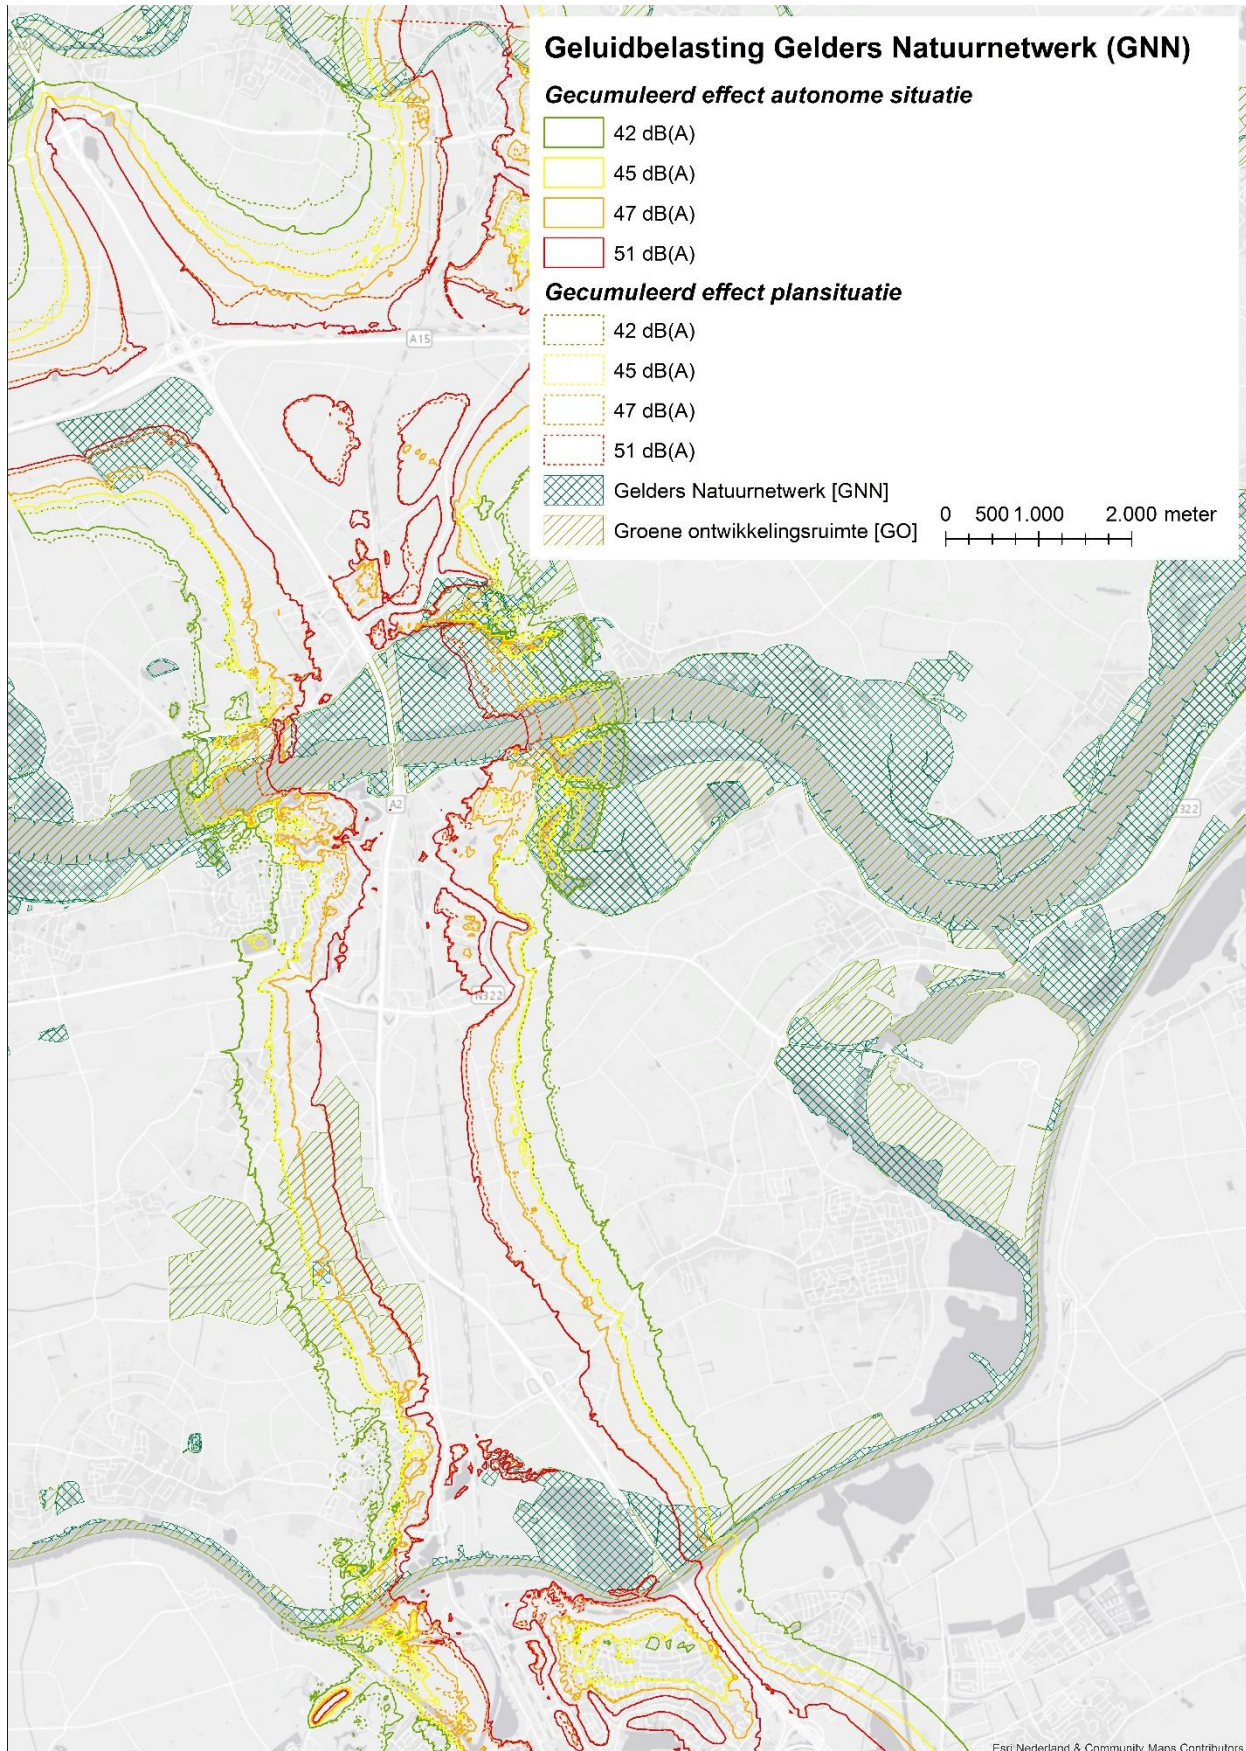 Geluidbelasting Gelders Natuurnetwerk (GNN)
Gecumuleerd effect autonome situatie
42 dB(A)
45 dB(A)
47 dB(A)
51 dB(A)
Gecumuleerd effect plansituatie
42 dB(A)
45 dB(A)
47 dB(A)
51 dB(A)
Gelders Natuurnetwerk [GNN]
Groene ontwikkelingsruimte [GO]
0 500 1.000 2.000 meter
A2
A15
A2
N322
N322
Esri Nederland & Community Maps Contributors